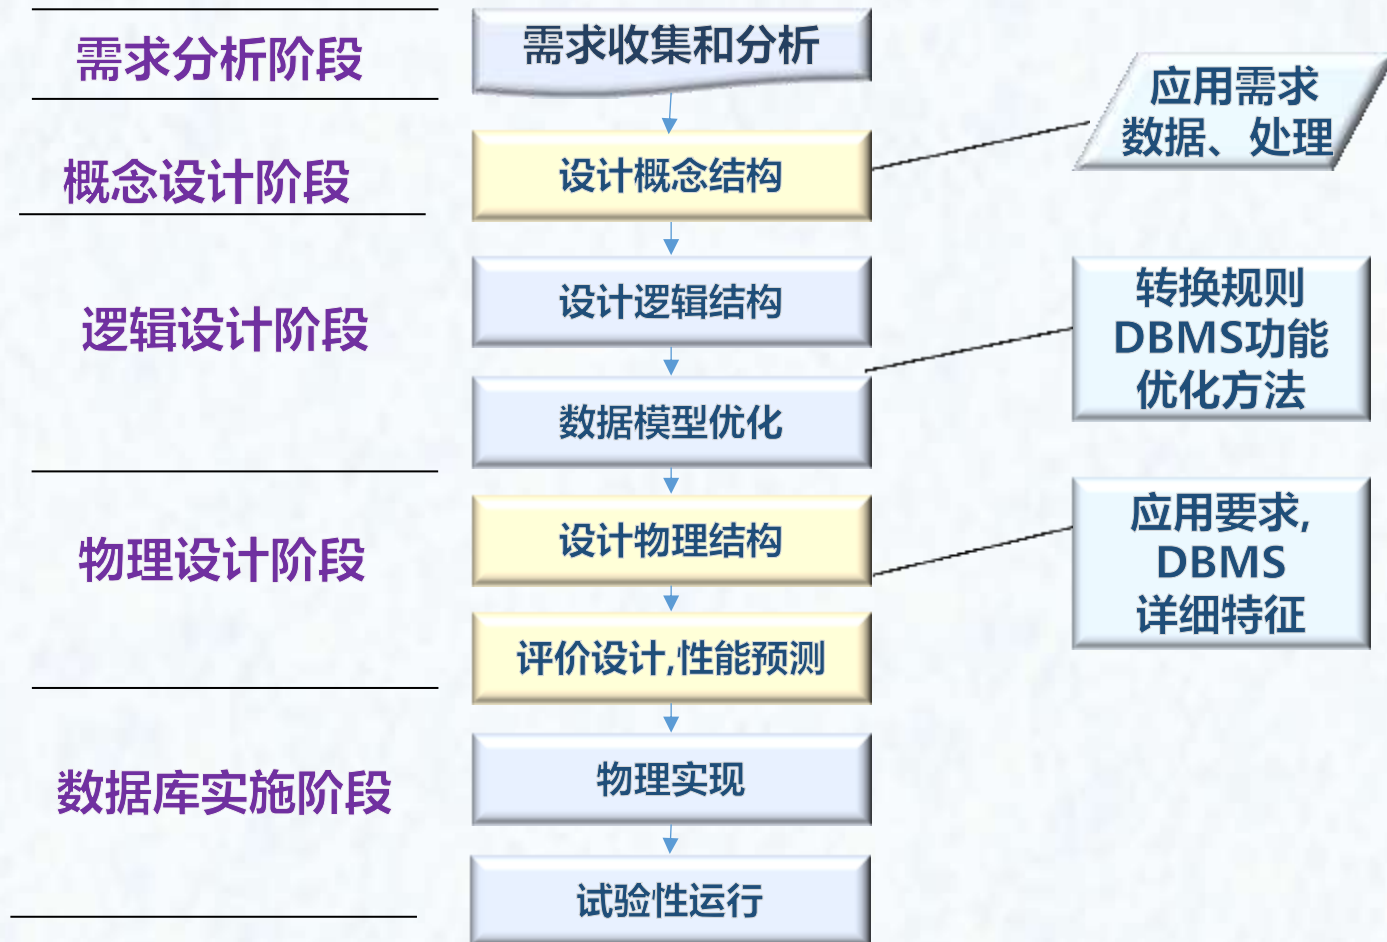 需求分析阶段
需求收集和分析
应用需求
数据、处理
概念设计阶段
设计概念结构
逻辑设计阶段
设计逻辑结构
数据模型优化
转换规则
DBMS功能
优化方法
物理设计阶段
设计物理结构
评价设计,性能预测
应用要求,
DBMS
详细特征
数据库实施阶段
物理实现
试验性运行